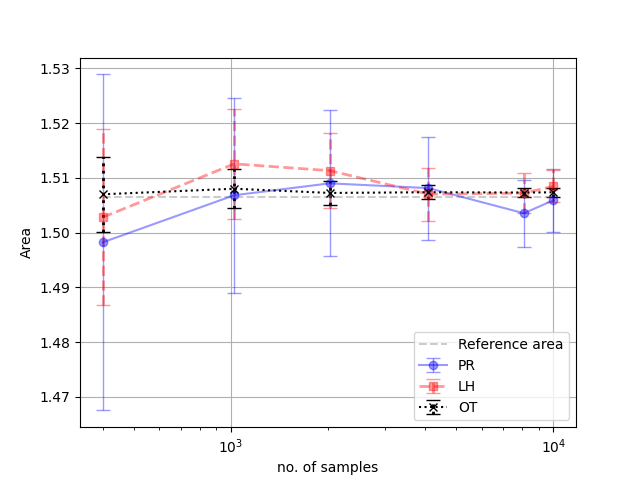 1.53
1.52
1.51
1.50
1.49
1.48
1.47
Area
10³
10⁴
no. of samples
Reference area
PR
LH
OT